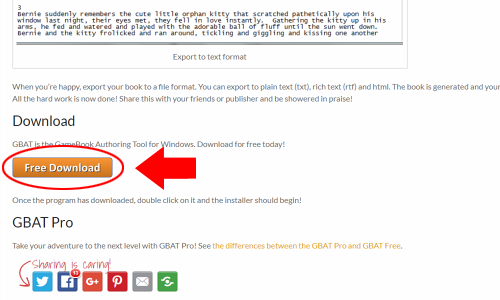 3
Bernie suddenly remembers the cute little orphan kitty that scratched pathetically upon his
window last night, their eyes met, they fell in love instantly. Gathering the kitty up in his
arms, he fed and watered and played with the adorable ball of fluff until the sun went down.
Bernie and the kitty frolicked and ran around, tickling and giggling and kissing one another
Export to text format
When you're happy, export your book to a file format. You can export to plain text (txt), rich text (rtf) and html. The book is generated and your
All the hard work is now done! Share this with your friends or publisher and be showered in praise!
Download
GBAT is the GameBook Authoring Tool for Windows. Download for free today!
Free Download
Once the program has downloaded, double click on it and the installer should begin!
GBAT Pro
Take your adventure to the next level with GBAT Pro! See the differences between the GBAT Pro and GBAT Free.
Sharing is caring!
13